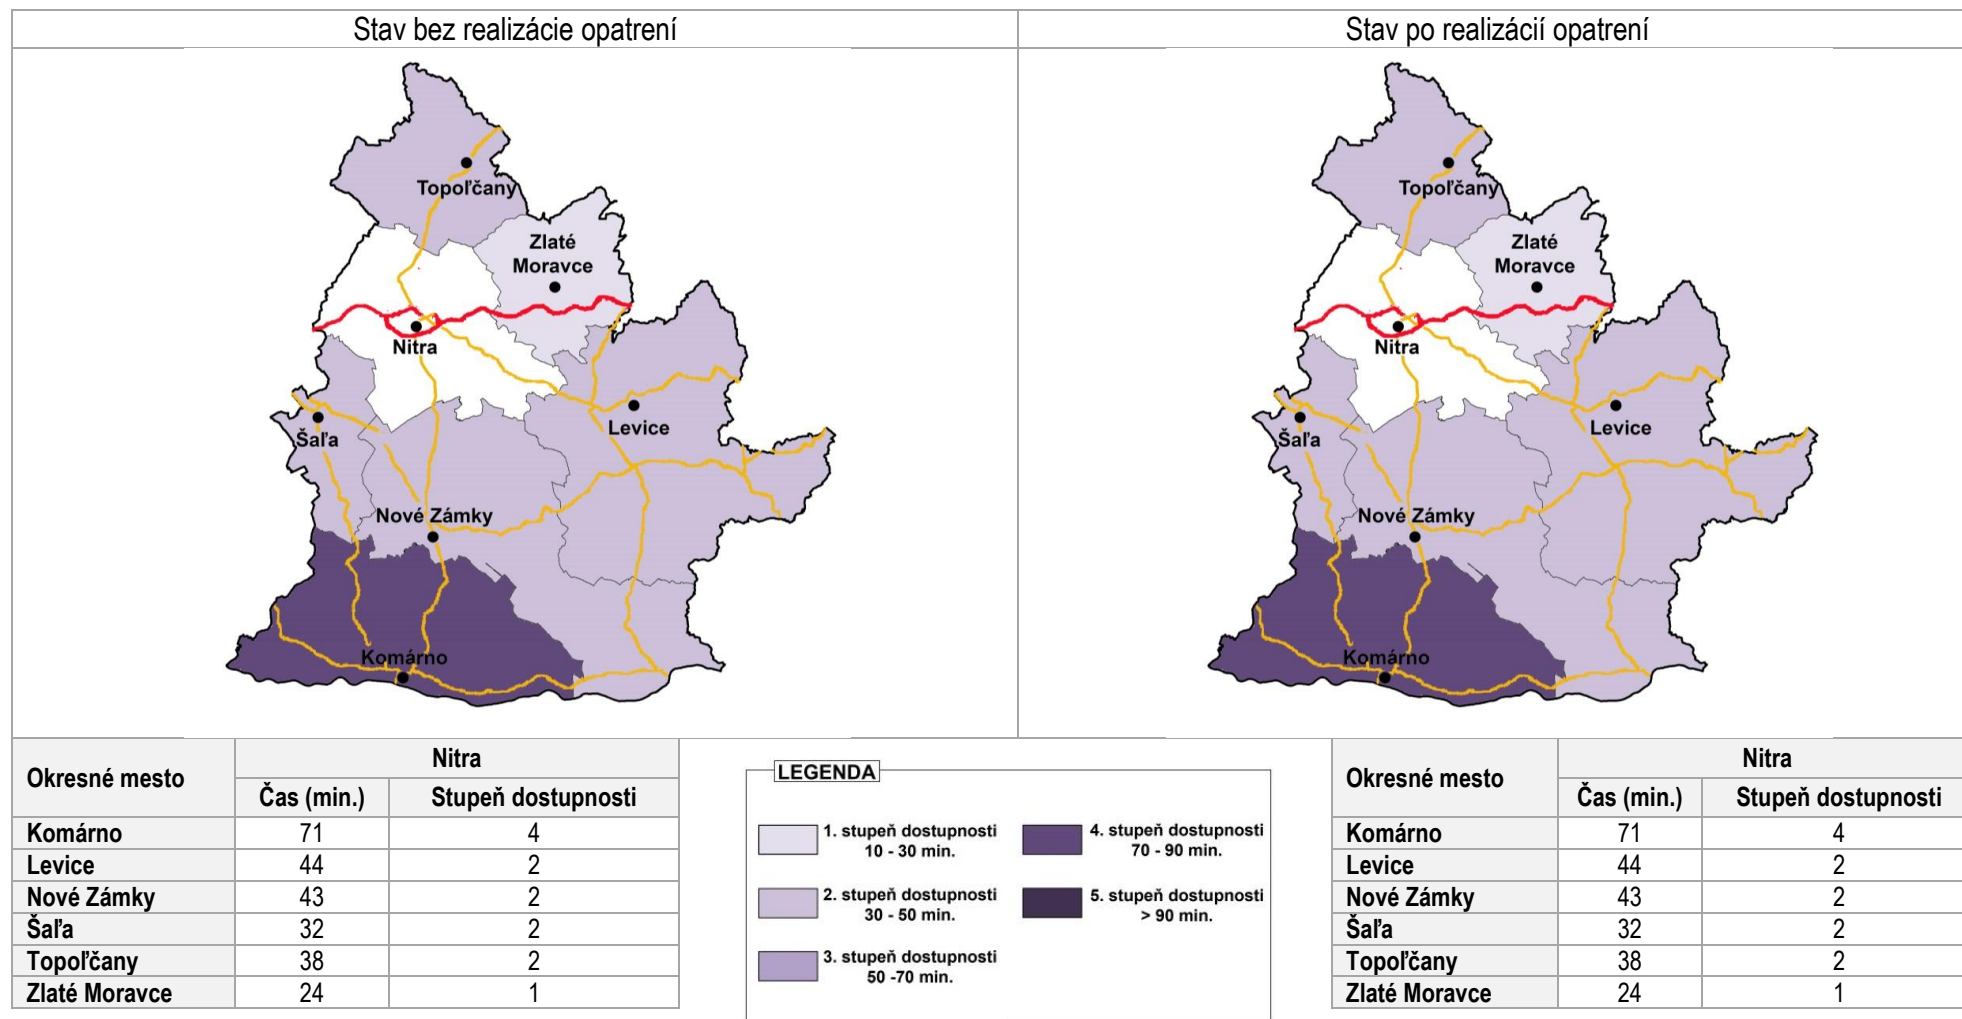 Stav bez realizácie opatrení
Stav po realizácií opatrení
Topoľčany
Zlaté
Moravce
Nitra
Šaľa
Levice
Nové Zámky
Komárno
Topoľčany
Zlaté
Moravce
Nitra
Šaľa
Levice
Nové Zámky
Komárno
Okresné mesto
Nitra
Čas (min.) Stupeň dostupnosti
Komárno 71 4
Levice 44 2
Nové Zámky 43 2
Šaľa 32 2
Topoľčany 38 2
Zlaté Moravce 24 1
LEGENDA
1. stupeň dostupnosti
10 - 30 min.
2. stupeň dostupnosti
30 - 50 min.
3. stupeň dostupnosti
50 -70 min.
4. stupeň dostupnosti
70 - 90 min.
5. stupeň dostupnosti
> 90 min.
Okresné mesto
Nitra
Čas (min.) Stupeň dostupnosti
Komárno 71 4
Levice 44 2
Nové Zámky 43 2
Šaľa 32 2
Topoľčany 38 2
Zlaté Moravce 24 1